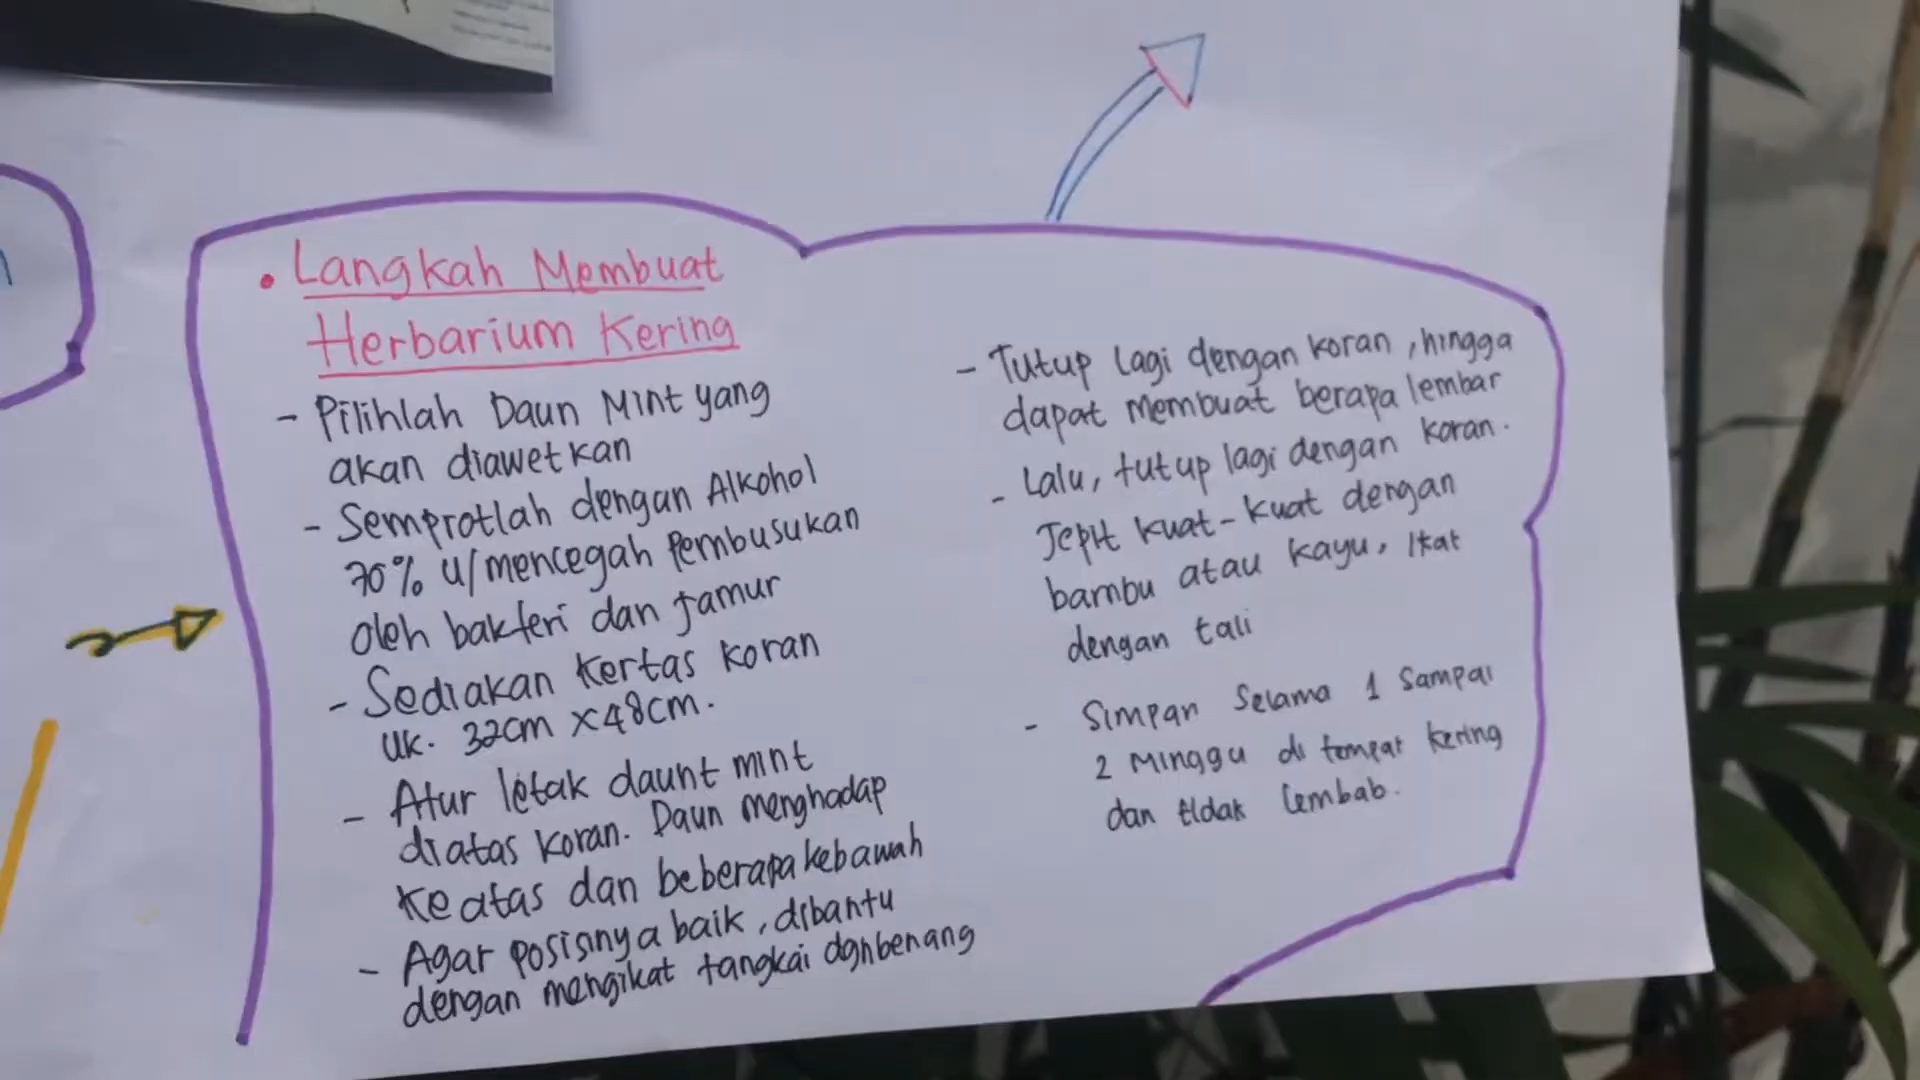 • Langkah Membuat
Herbarium Kering
- Pilihlah Daun Mint yang
akan diawetkan
- Semprotlah dengan Alkohol
70% u/mencegah Pembusukan
oleh bakteri dan jamur
- Sediakan Kertas Koran
Uk. 32cm x48cm.
- Atur letak daunt mint
diatas koran. Daun menghadap
Keatas dan beberapa kebawah
- Agar posisinnya baik, dibantu
dengan mengikat tangkai dgnbenang
- Tutup lagi dengan koran, hingga
dapat membuat berapa lembar
- Lalu, tutup lagi dengan koran.
Jepit kuat-kuat dengan
bambu atau kayu, Ikat
dengan tali
- Simpan Selama 1 Sampai
2 Minggu di tempat kering
dan tidak lembab.